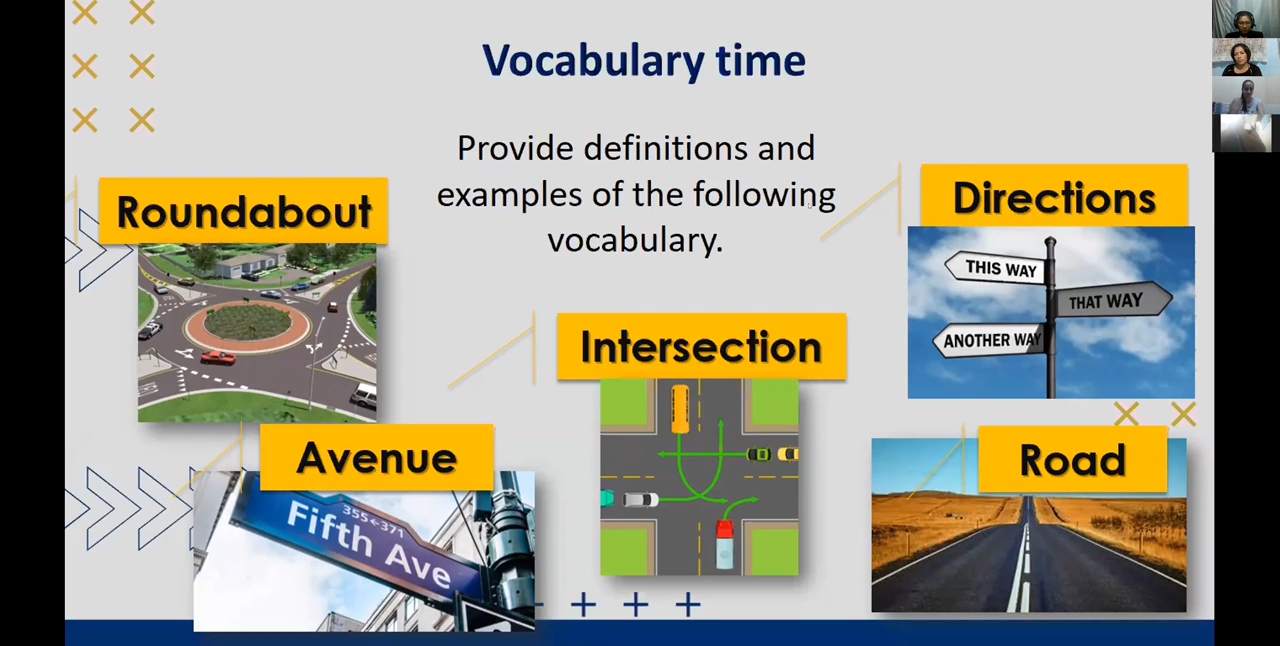 Vocabulary time
Provide definitions and
examples of the following
vocabulary.
Roundabout
Directions
THIS WAY
THAT WAY
ANOTHER WAY
Intersection
Avenue
355←371
Fifth Ave
Road